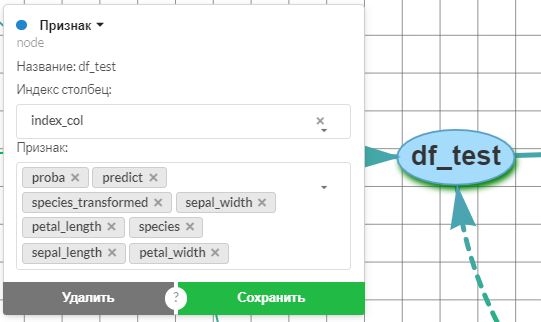 Признак
node
Название: df_test
Индекс столбец:
index_col ×
Признак:
proba × predict ×
species_transformed × sepal_width ×
petal_length × species ×
sepal_length × petal_width ×
Удалить ? Сохранить
df_test